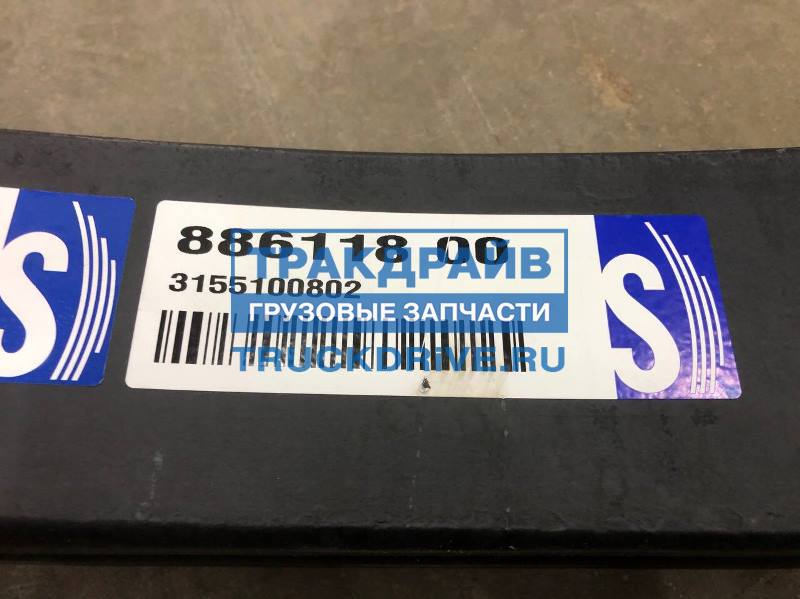 S
886118 00
3155100802
ТРАКДРАЙВ
ГРУЗОВЫЕ ЗАПЧАСТИ
TRUCKDRIVE.RU
S